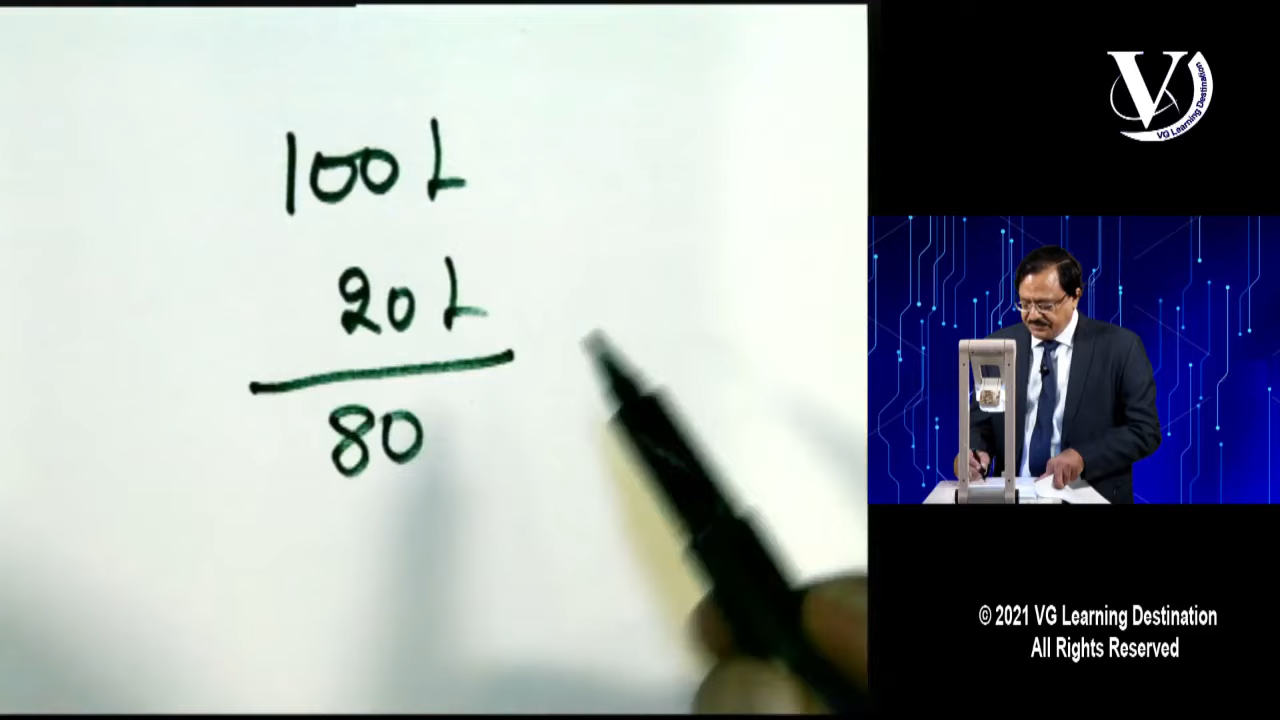 100 L
20 L
80
V
VG Learning Destination
© 2021 VG Learning Destination
All Rights Reserved